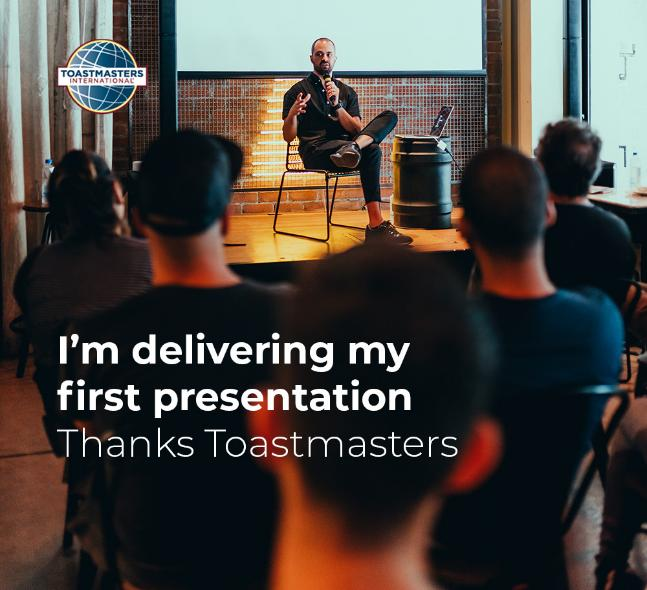 TOASTMASTERS
INTERNATIONAL
I’m delivering my
first presentation
Thanks Toastmasters